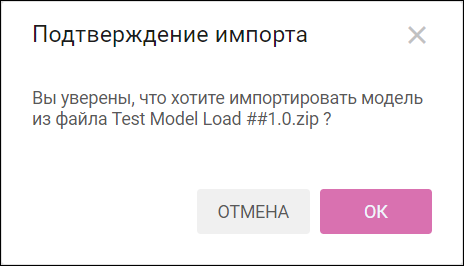 Подтверждение импорта
Вы уверены, что хотите импортировать модель
из файла Test Model Load ##1.0.zip ?
ОТМЕНА
ОК